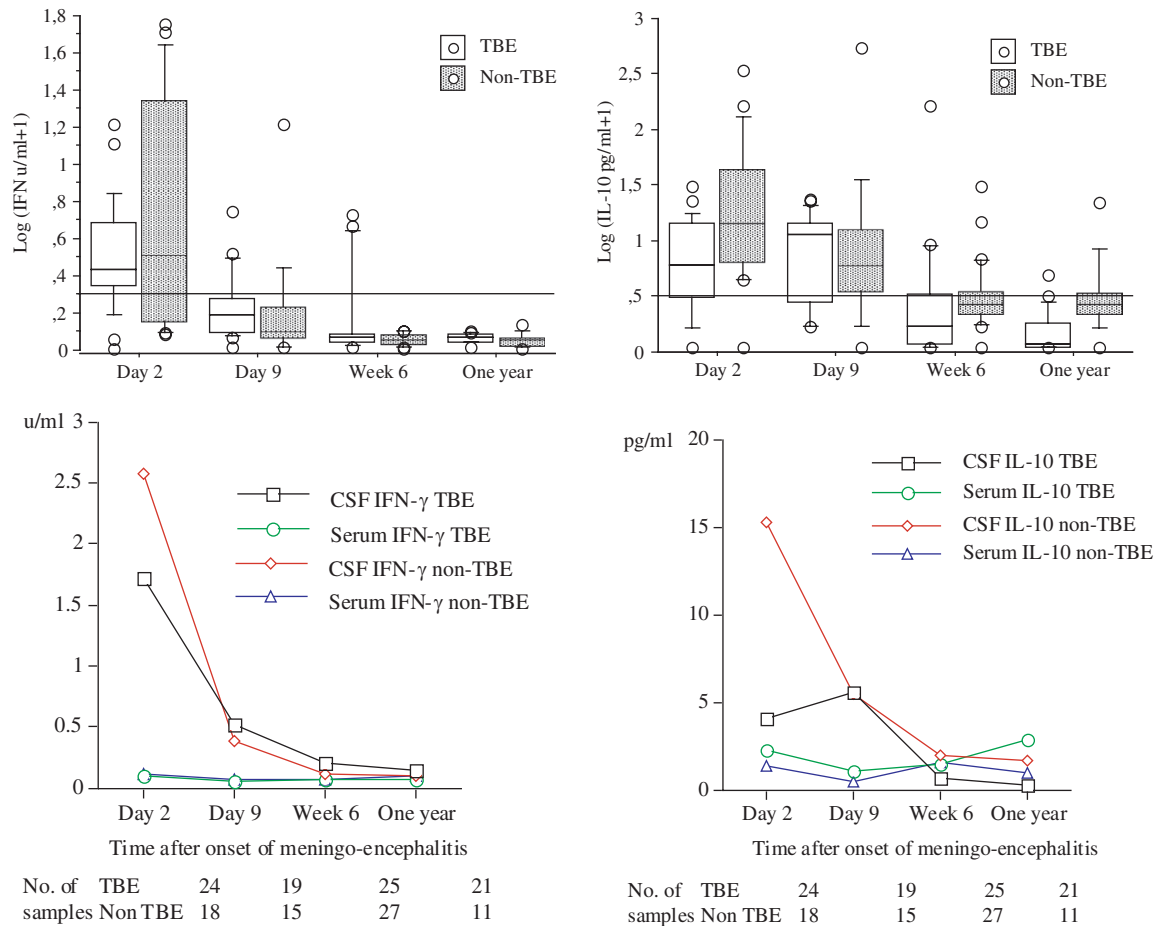 1,8
1,6
1,4
1,2
1
,8
,6
,4
,2
0
Log (IFN u/ml+1)
TBE
Non-TBE
Day 2 Day 9 Week 6 One year
3
2,5
2
1,5
1
,5
0
Log (IL-10 pg/ml+1)
TBE
Non-TBE
Day 2 Day 9 Week 6 One year
u/ml 3
2.5
2
1.5
1
0.5
0
CSF IFN-γ TBE
Serum IFN-γ TBE
CSF IFN-γ non-TBE
Serum IFN-γ non-TBE
Day 2 Day 9 Week 6 One year
Time after onset of meningo-encephalitis
No. of TBE 24 19 25 21
samples Non TBE 18 15 27 11
pg/ml 20
15
10
5
0
CSF IL-10 TBE
Serum IL-10 TBE
CSF IL-10 non-TBE
Serum IL-10 non-TBE
Day 2 Day 9 Week 6 One year
Time after onset of meningo-encephalitis
No. of TBE 24 19 25 21
samples Non TBE 18 15 27 11